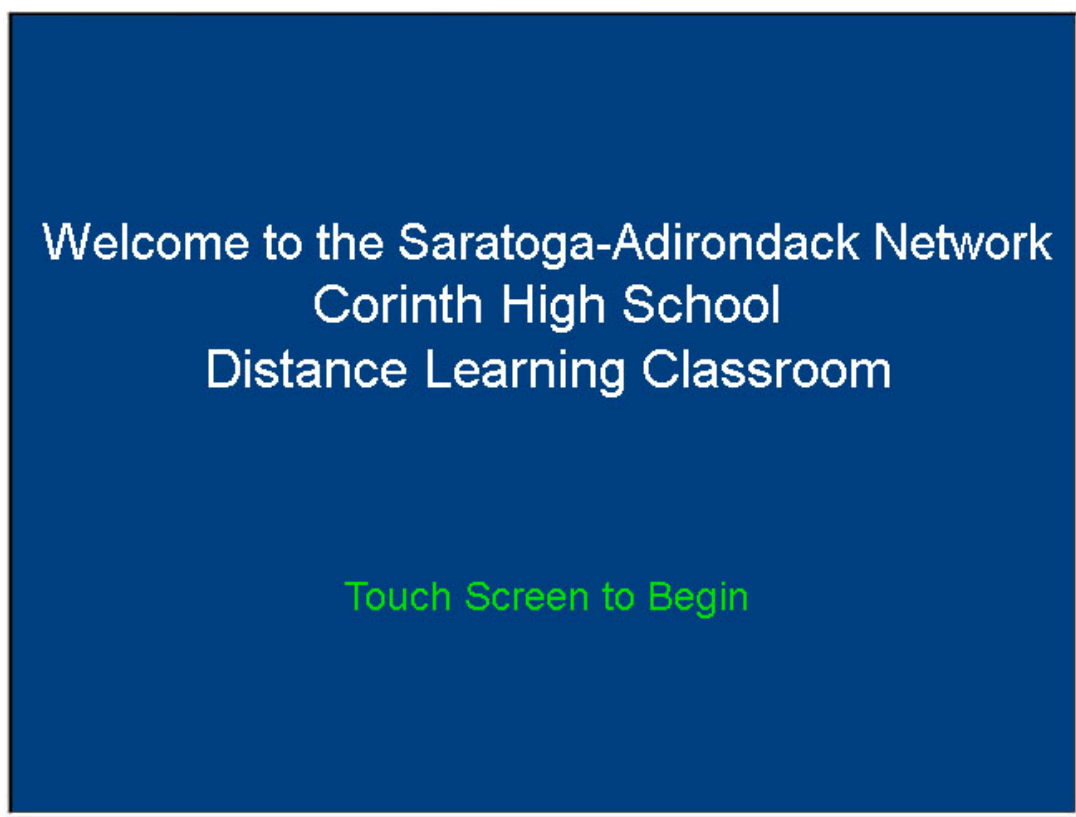 Welcome to the Saratoga-Adirondack Network
Corinth High School
Distance Learning Classroom
Touch Screen to Begin